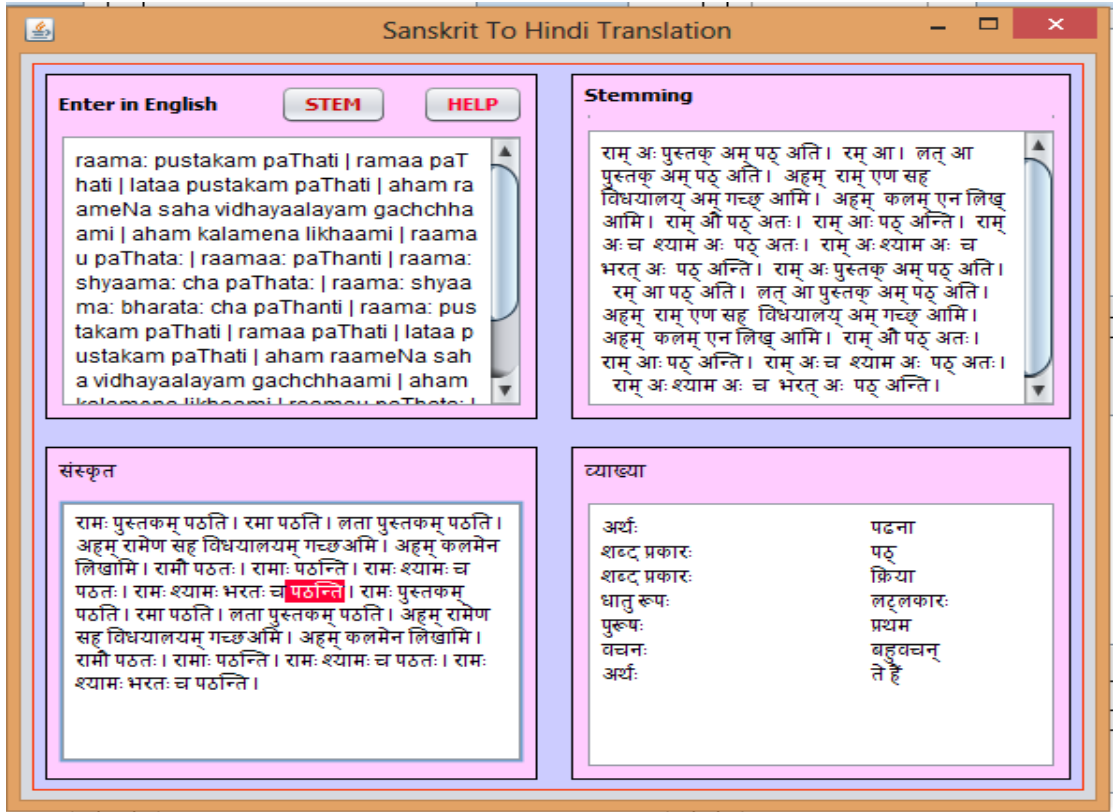 Sanskrit To Hindi Translation
Enter in English
STEM
HELP
raama: pustakam paThati | ramaa paT
hati | lataa pustakam paThati | aham ra
ameNa saha vidhayaalayam gachchha
ami | aham kalamena likhaami | raama
u paThata: | raamaa: paThanti | raama:
shyaama: cha paThata: | raama: shyaa
ma: bharata: cha paThanti | raama: pus
takam paThati | ramaa paThati | lataa p
ustakam paThati | aham raameNa sah
a vidhayaalayam gachchhaami | aham
kalamena likhaami | raamau paThata: |
Stemming
राम् अः पुस्तक् अम् पठ् अति। रम् आ। लत् आ
पुस्तक् अम् पठ् अति। अहम् राम् एण सह
विधयालय् अम् गच्छ् आमि। अहम् कलम् एन लिख्
आमि। राम् औ पठ् अतः। राम् आः पठ् अन्ति। राम्
अः च श्याम अः पठ् अतः। राम् अः श्याम अः च
भरत् अः पठ् अन्ति। राम् अः पुस्तक् अम् पठ् अति।
रम् आ पठ् अति। लत् आ पुस्तक् अम् पठ् अति।
अहम् राम् एण सह विधयालय् अम् गच्छ् आमि।
अहम् कलम् एन लिख् आमि। राम् औ पठ् अतः।
राम् आः पठ् अन्ति। राम् अः च श्याम अः पठ् अतः।
राम् अः श्याम अः च भरत् अः पठ् अन्ति।
संस्कृत
रामः पुस्तकम् पठति। रमा पठति। लता पुस्तकम् पठति।
अहम् रामेण सह विधयालयम् गच्छअमि। अहम् कलमेन
लिखामि। रामौ पठतः। रामाः पठन्ति। रामः श्यामः च
पठतः। रामः श्यामः भरतः च पठन्ति। रामः पुस्तकम्
पठति। रमा पठति। लता पुस्तकम् पठति। अहम् रामेण
सह विधयालयम् गच्छअमि। अहम् कलमेन लिखामि।
रामौ पठतः। रामाः पठन्ति। रामः श्यामः च पठतः। रामः
श्यामः भरतः च पठन्ति।
व्याख्या
अर्थः पढना
शब्द प्रकारः पठ्
शब्द प्रकारः क्रिया
धातु रूपः लट्लकारः
पुरूषः प्रथम
वचनः बहुवचन्
अर्थः ते हैं